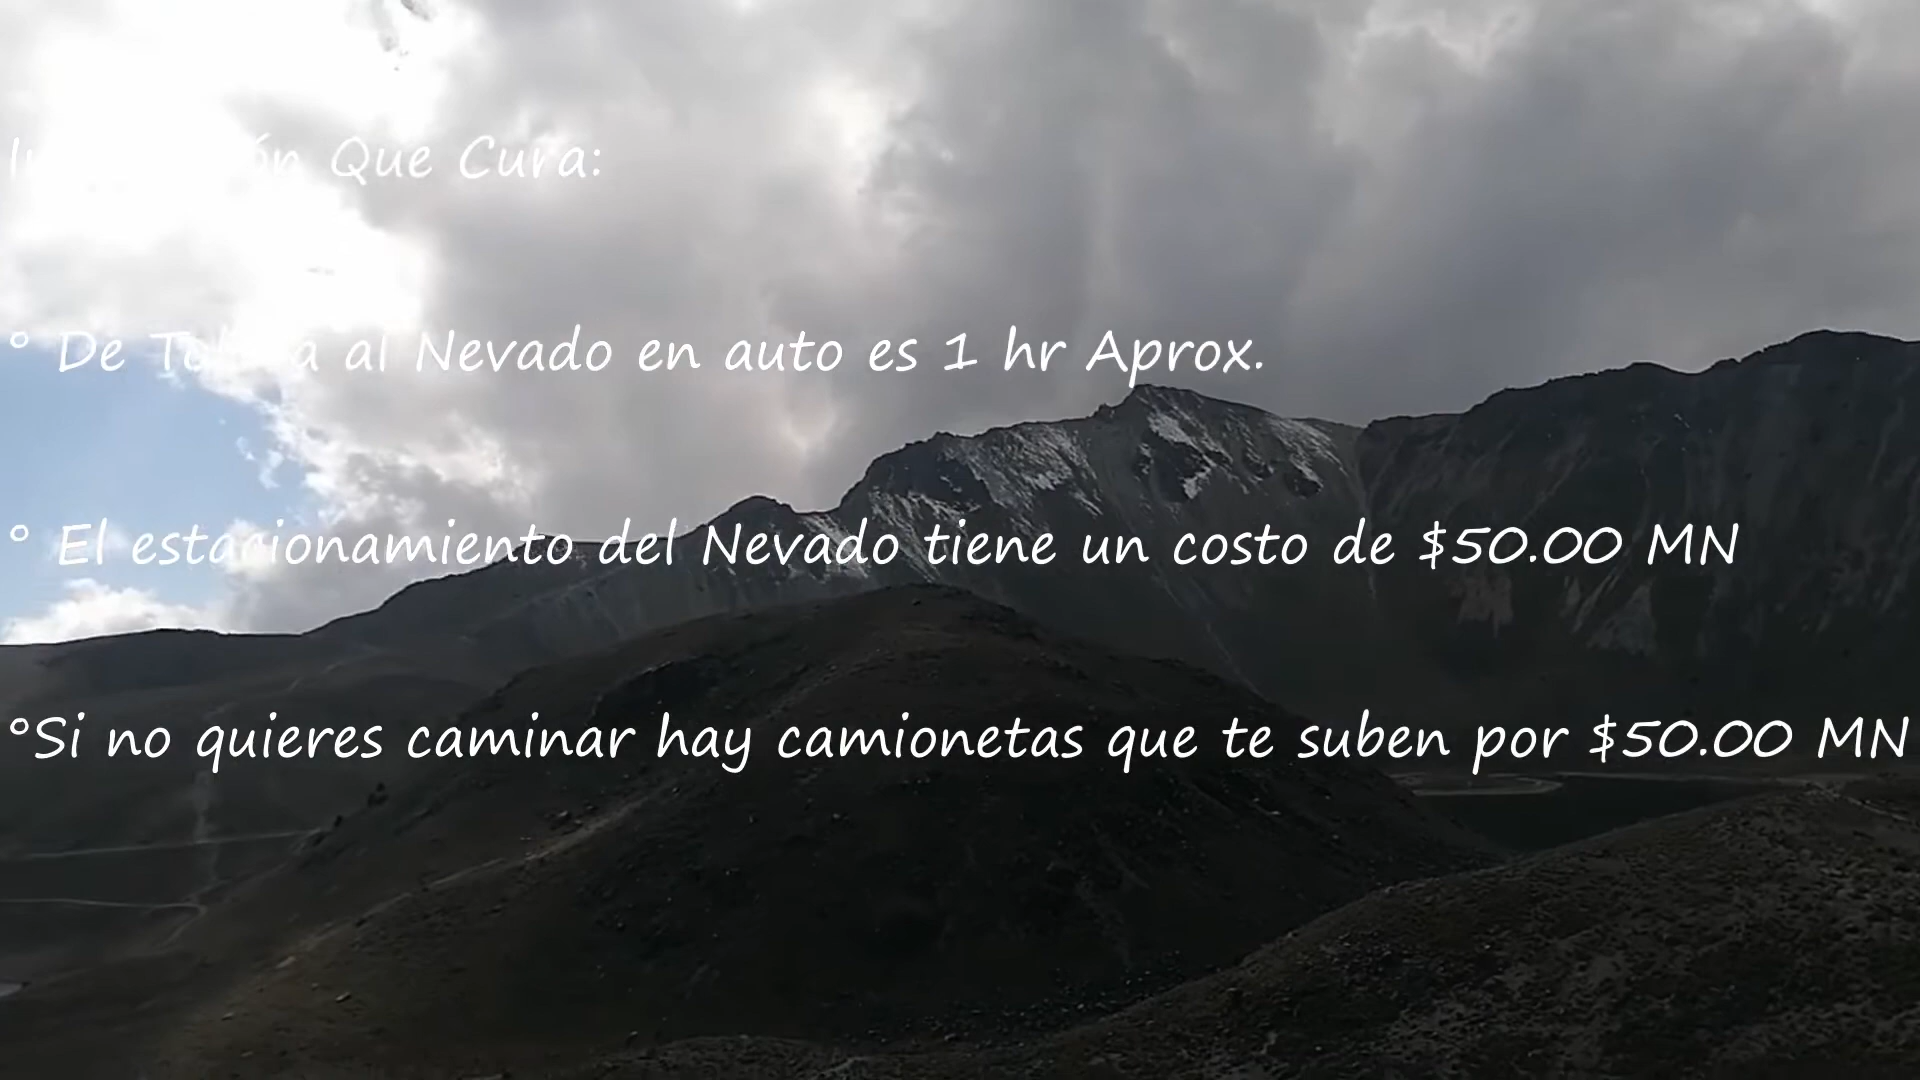 Que Cura:
° De al Nevado en auto es 1 hr Aprox.
° El estacionamiento del Nevado tiene un costo de $50.00 MN
°Si no quieres caminar hay camionetas que te suben por $50.00 MN